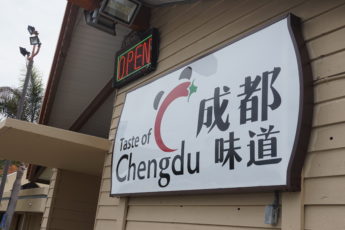 OPEN
Taste of
Chengdu
成都
味道